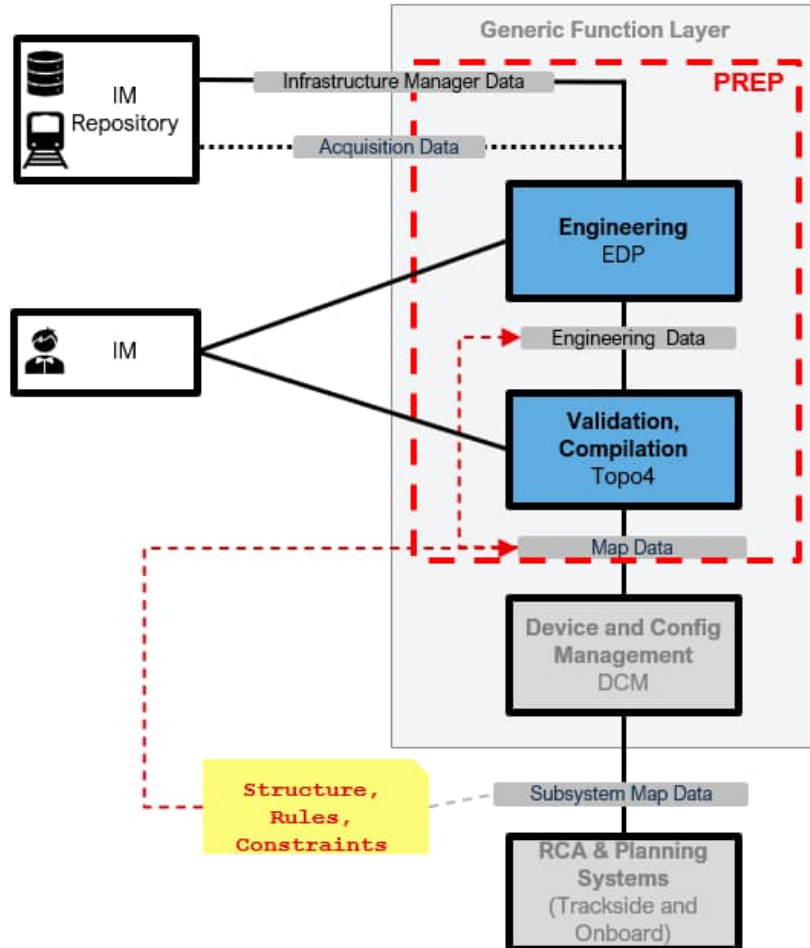 Generic Function Layer
IM
Repository
Infrastructure Manager Data
PREP
Acquisition Data
Engineering
EDP
IM
Engineering Data
Validation,
Compilation
Topo4
Map Data
Device and Config
Management
DCM
Structure,
Rules,
Constraints
Subsystem Map Data
RCA & Planning
Systems
(Trackside and
Onboard)